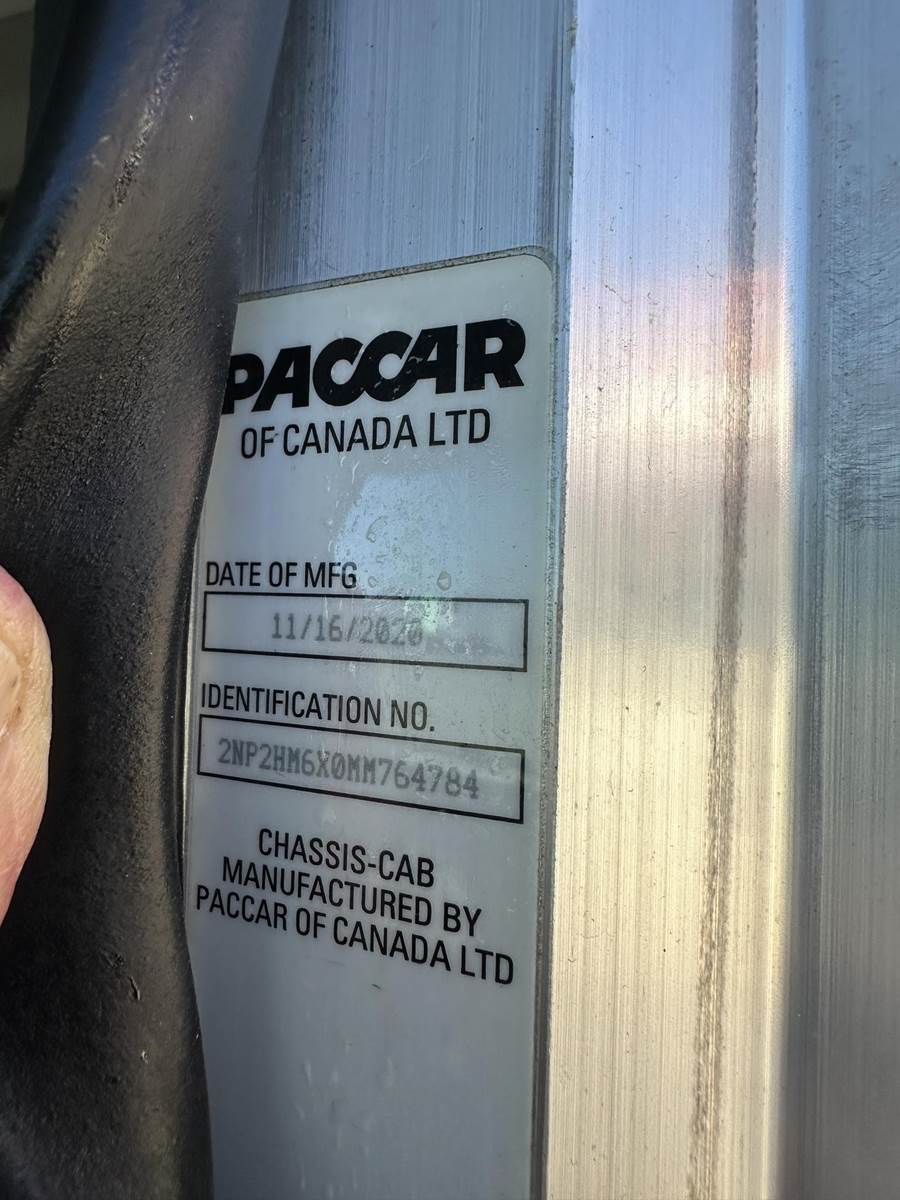 PACCAR
OF CANADA LTD
DATE OF MFG
11/16/2020
IDENTIFICATION NO.
2NP2HM6X0MM764784
CHASSIS-CAB
MANUFACTURED BY
PACCAR OF CANADA LTD